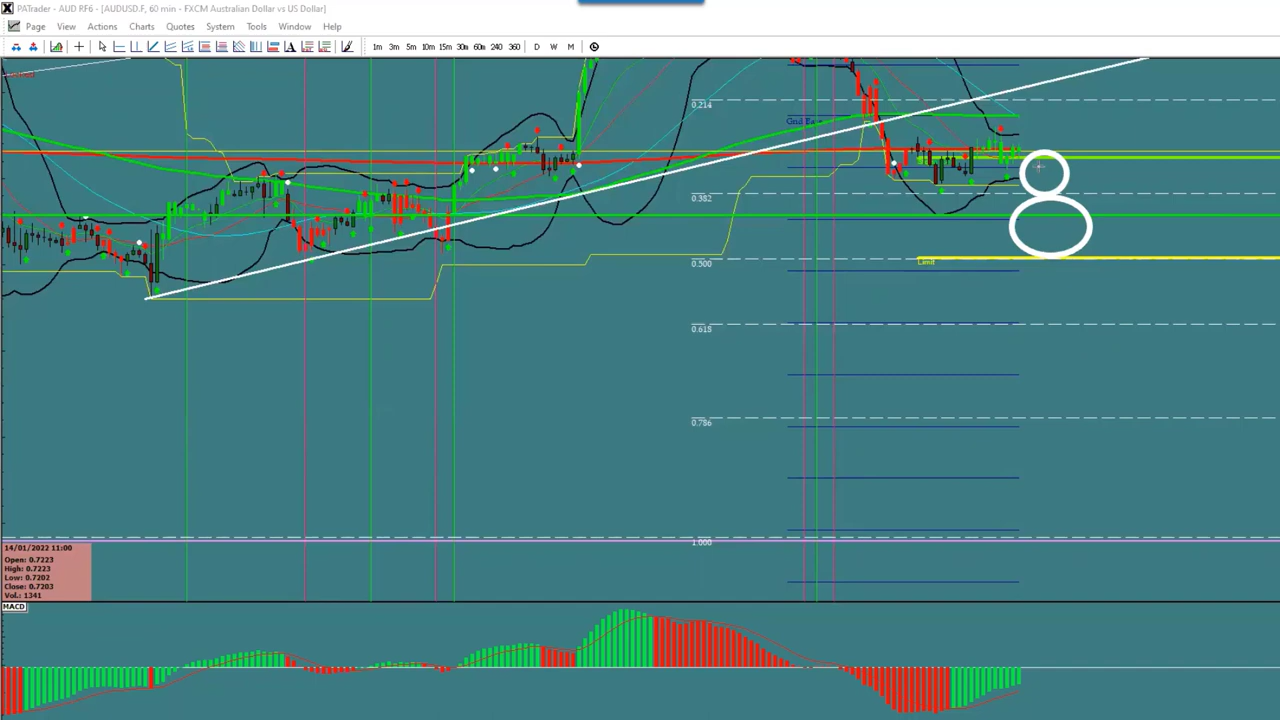 PATrader - AUD RF6 - [AUDUSD.F, 60 min - FXCM Australian Dollar vs US Dollar]
Page View Actions Charts Quotes System Tools Window Help
A 1m 3m 5m 10m 15m 30m 60m 240 360 D W M
0.214
0.382
Limit
0.500
0.615
0.786
1.000
14/01/2022 11:00
Open: 0.7223
High: 0.7223
Low: 0.7202
Close: 0.7203
Vol.: 1341
MACD